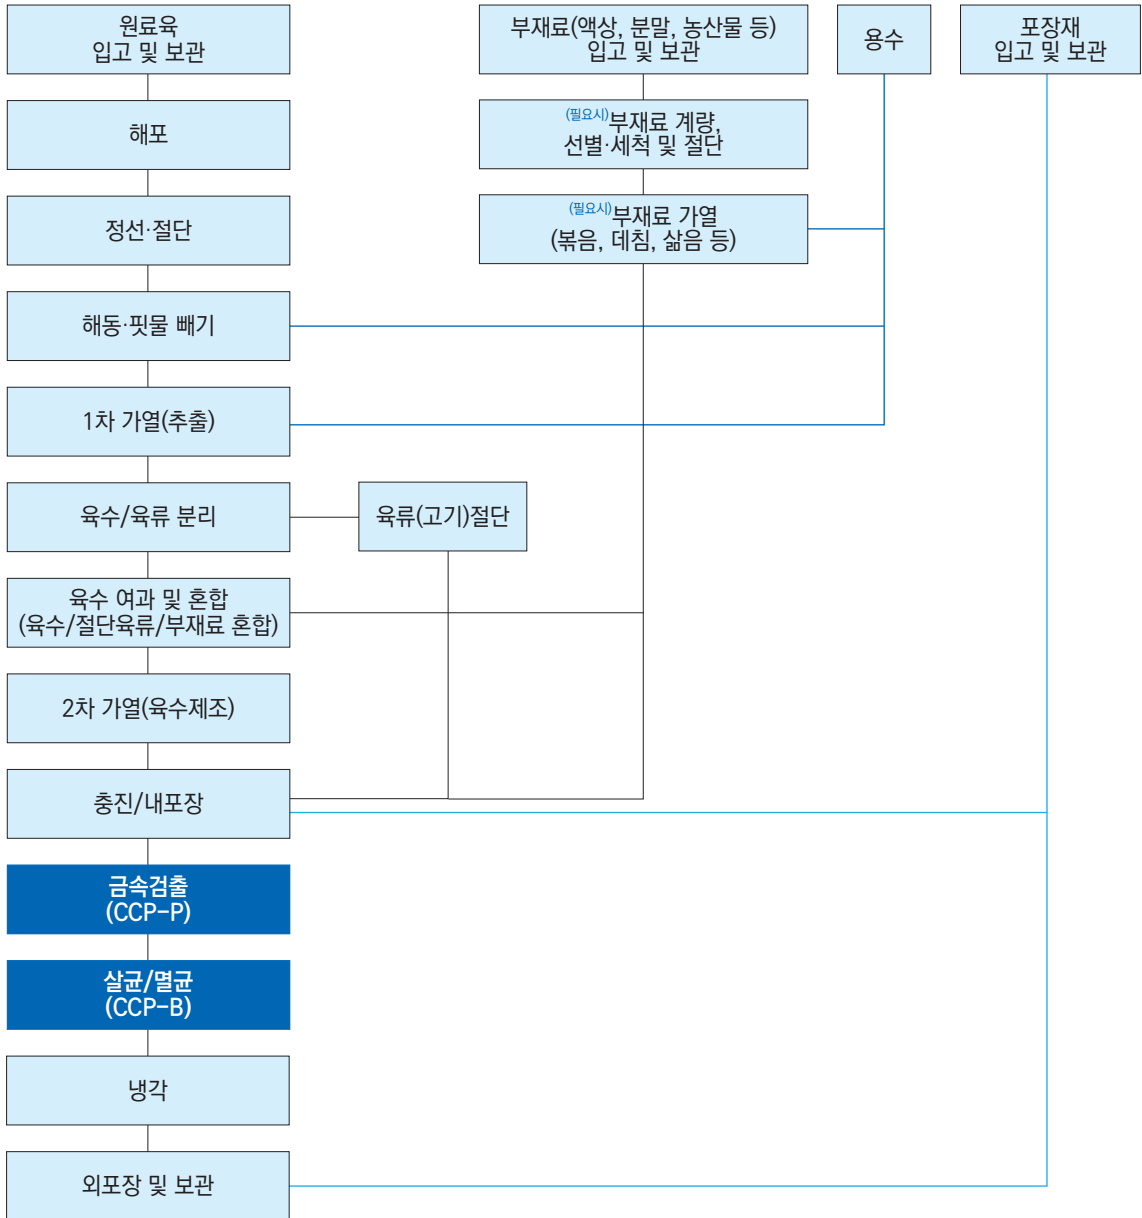 원료육
입고 및 보관
부재료(액상, 분말, 농산물 등)
입고 및 보관
용수
포장재
입고 및 보관
해포
(필요시)부재료 계량,
선별·세척 및 절단
정선·절단
(필요시)부재료 가열
(볶음, 데침, 삶음 등)
해동·핏물 빼기
1차 가열(추출)
육수/육류 분리
육류(고기)절단
육수 여과 및 혼합
(육수/절단육류/부재료 혼합)
2차 가열(육수제조)
충진/내포장
금속검출
(CCP-P)
살균/멸균
(CCP-B)
냉각
외포장 및 보관